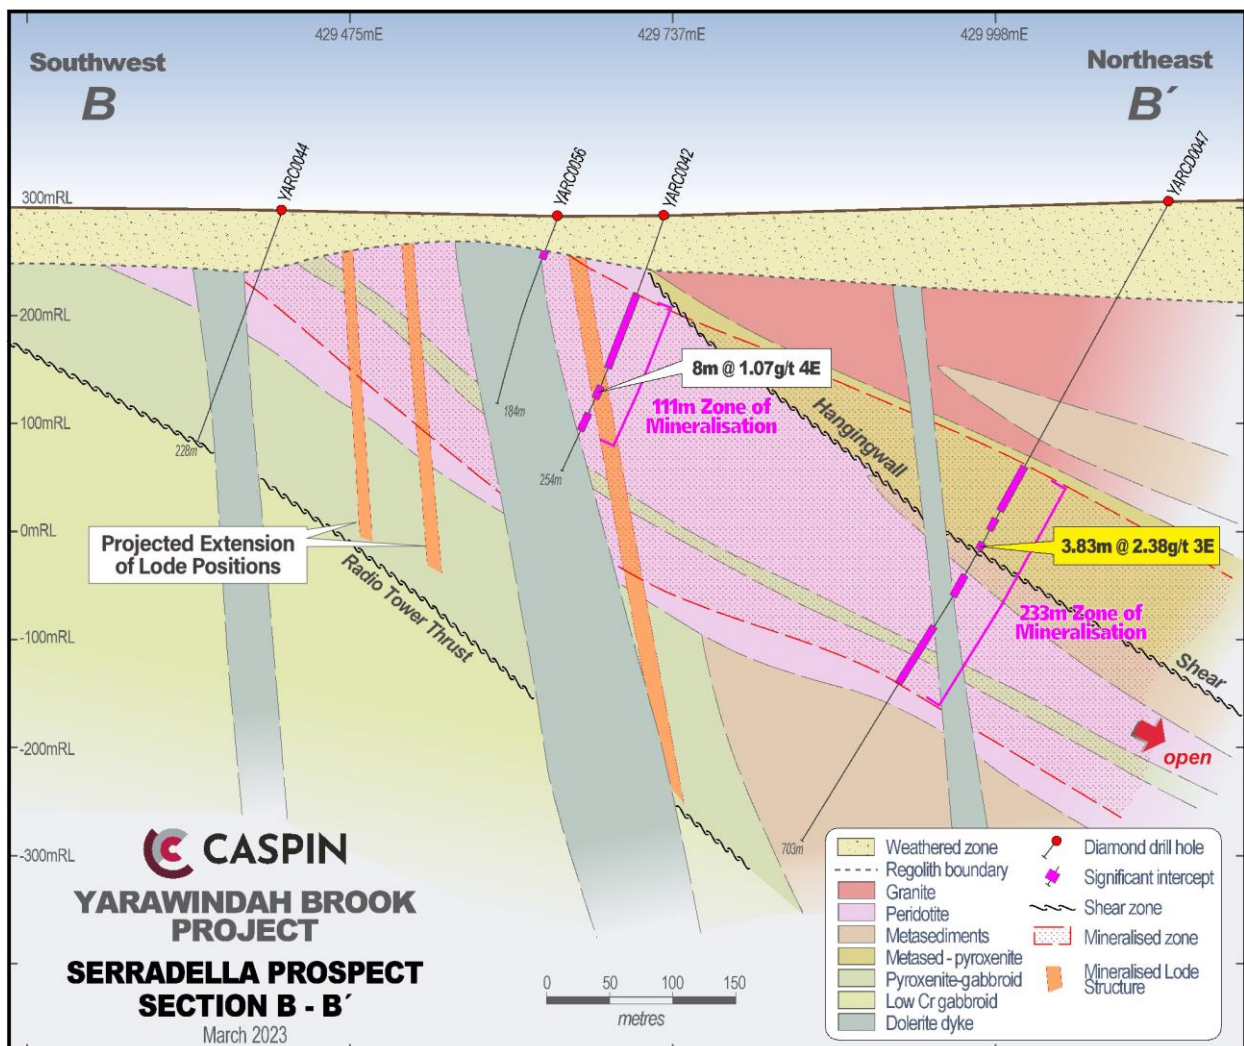 429 475mE
429 737mE
429 998mE
Southwest
B
Northeast
B´
YARC0044
YARC0056
YARC0042
YARCD0047
300mRL
200mRL
100mRL
0mRL
-100mRL
-200mRL
-300mRL
8m @ 1.07g/t 4E
111m Zone of
Mineralisation
Hangingwall
Shear
184m
228m
254m
703m
Projected Extension
of Lode Positions
Radio Tower Thrust
3.83m @ 2.38g/t 3E
233m Zone of
Mineralisation
open
CASPIN
YARAWINDAH BROOK
PROJECT
SERRADELLA PROSPECT
SECTION B - B´
March 2023
0 50 100 150
metres
Weathered zone
Regolith boundary
Granite
Peridotite
Metasediments
Metased - pyroxenite
Pyroxenite-gabbroid
Low Cr gabbroid
Dolerite dyke
Diamond drill hole
Significant intercept
Shear zone
Mineralised zone
Mineralised Lode
Structure